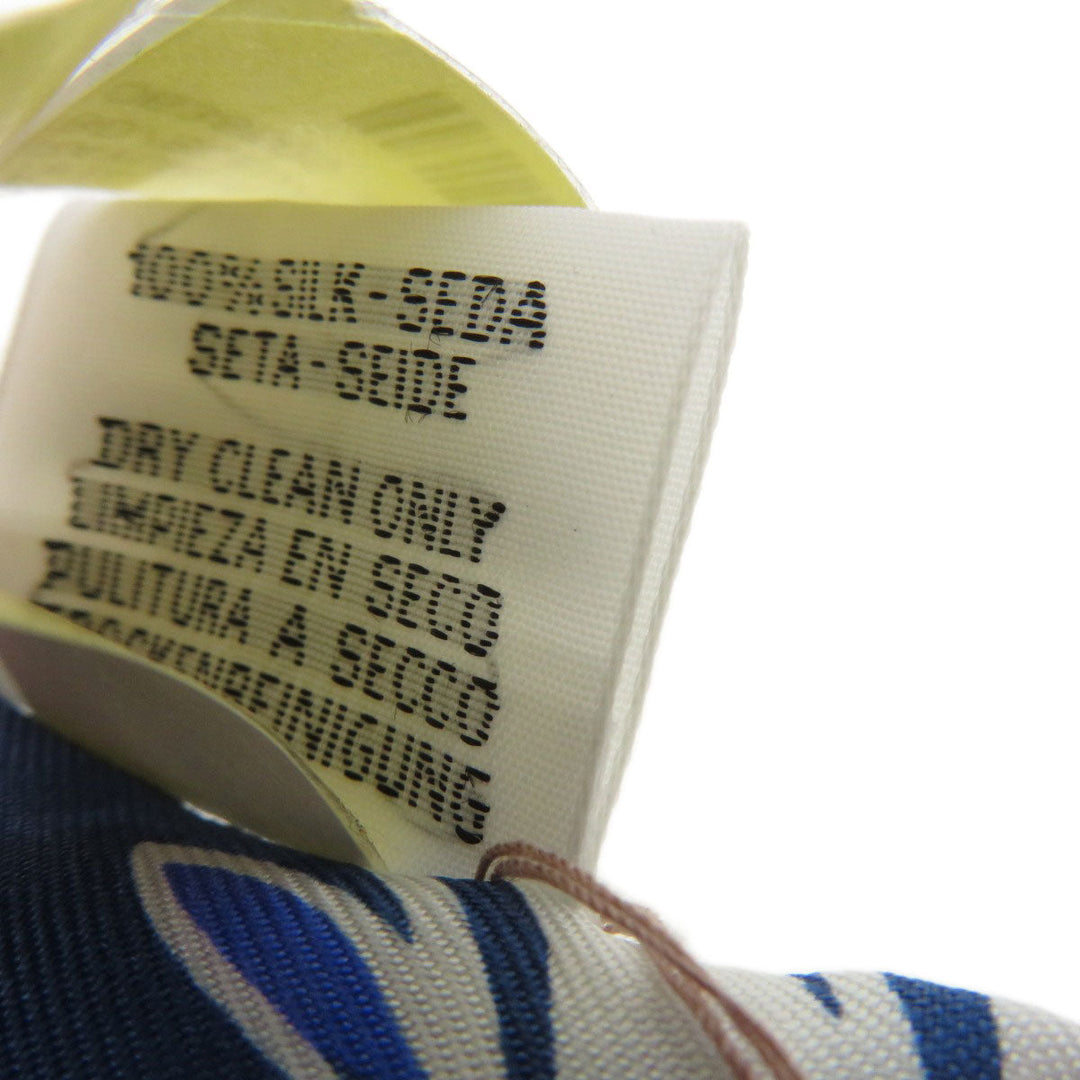 100% SILK - SEDA
SETA - SEIDE
DRY CLEAN ONLY
LIMPIEZA EN SECO
PULITURA A SECCO
TROCKENREINIGUNG